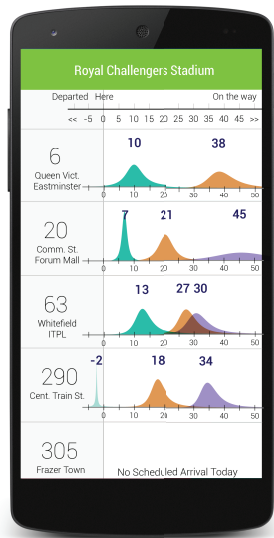 Royal Challengers Stadium
Departed Here On the way
<< -5 0 5 10 15 20 25 30 35 40 45 >>
10 38
6
Queen Vict.
Eastminster
0 10 20 30 40 50
7 21 45
20
Comm. St.
Forum Mall
0 10 20 30 40 50
13 27 30
63
Whitefield
ITPL
0 10 20 30 40 50
-2 18 34
290
Cent. Train St.
0 10 20 30 40 50
305
Frazer Town
No Scheduled Arrival Today